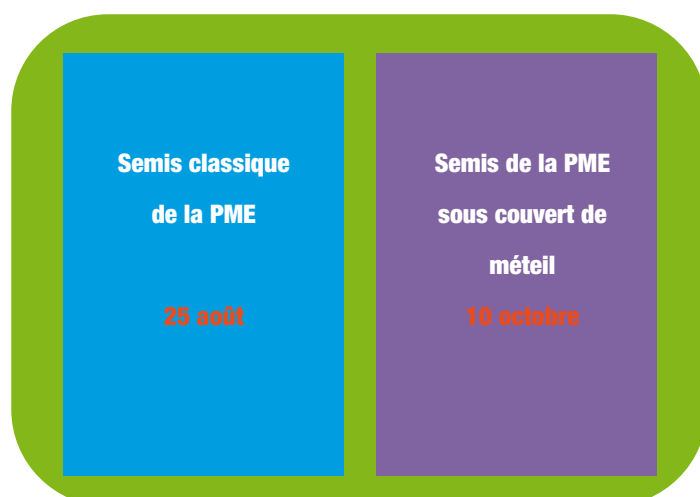 Semis classique
de la PME
25 août
Semis de la PME
sous couvert de
méteil
10 octobre